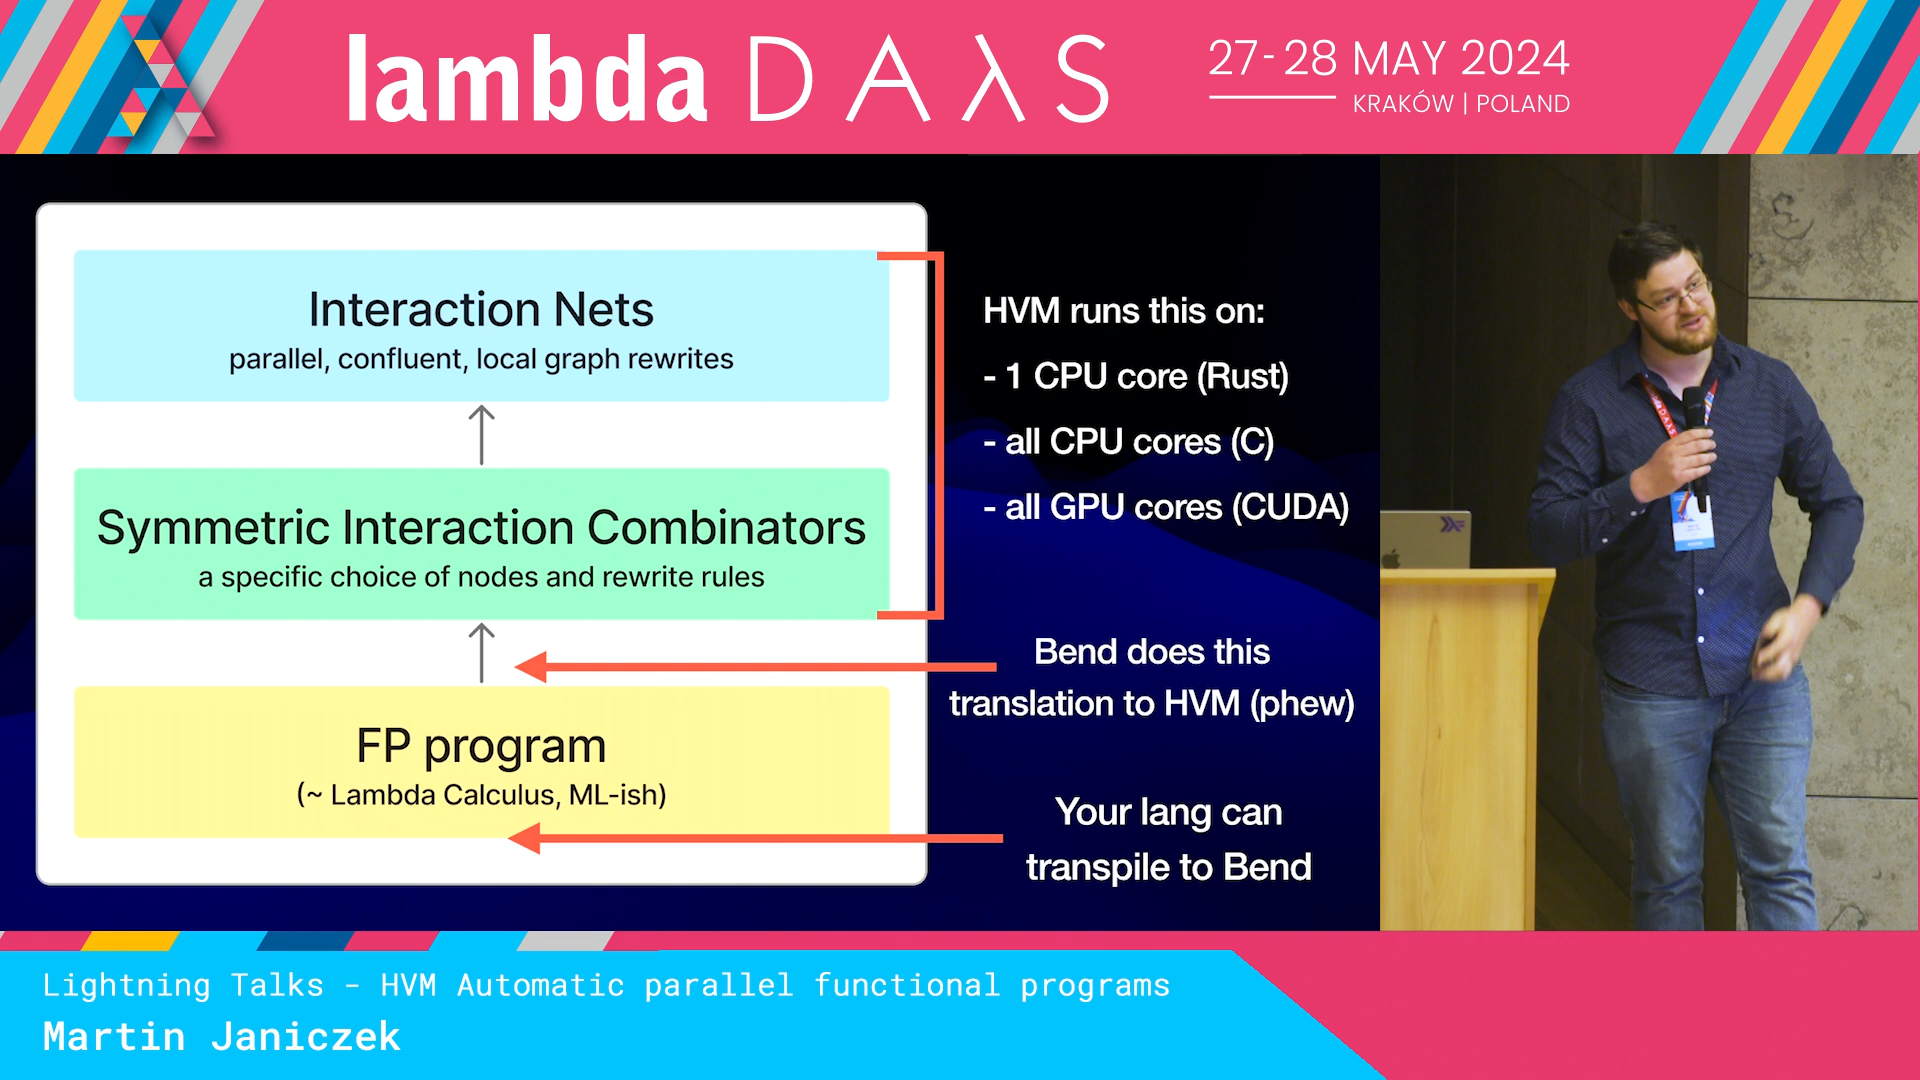 lambda DAλS
27-28 MAY 2024
KRAKÓW | POLAND
Interaction Nets
parallel, confluent, local graph rewrites
Symmetric Interaction Combinators
a specific choice of nodes and rewrite rules
FP program
(~ Lambda Calculus, ML-ish)
HVM runs this on:
- 1 CPU core (Rust)
- all CPU cores (C)
- all GPU cores (CUDA)
Bend does this
translation to HVM (phew)
Your lang can
transpile to Bend
Lightning Talks - HVM Automatic parallel functional programs
Martin Janiczek